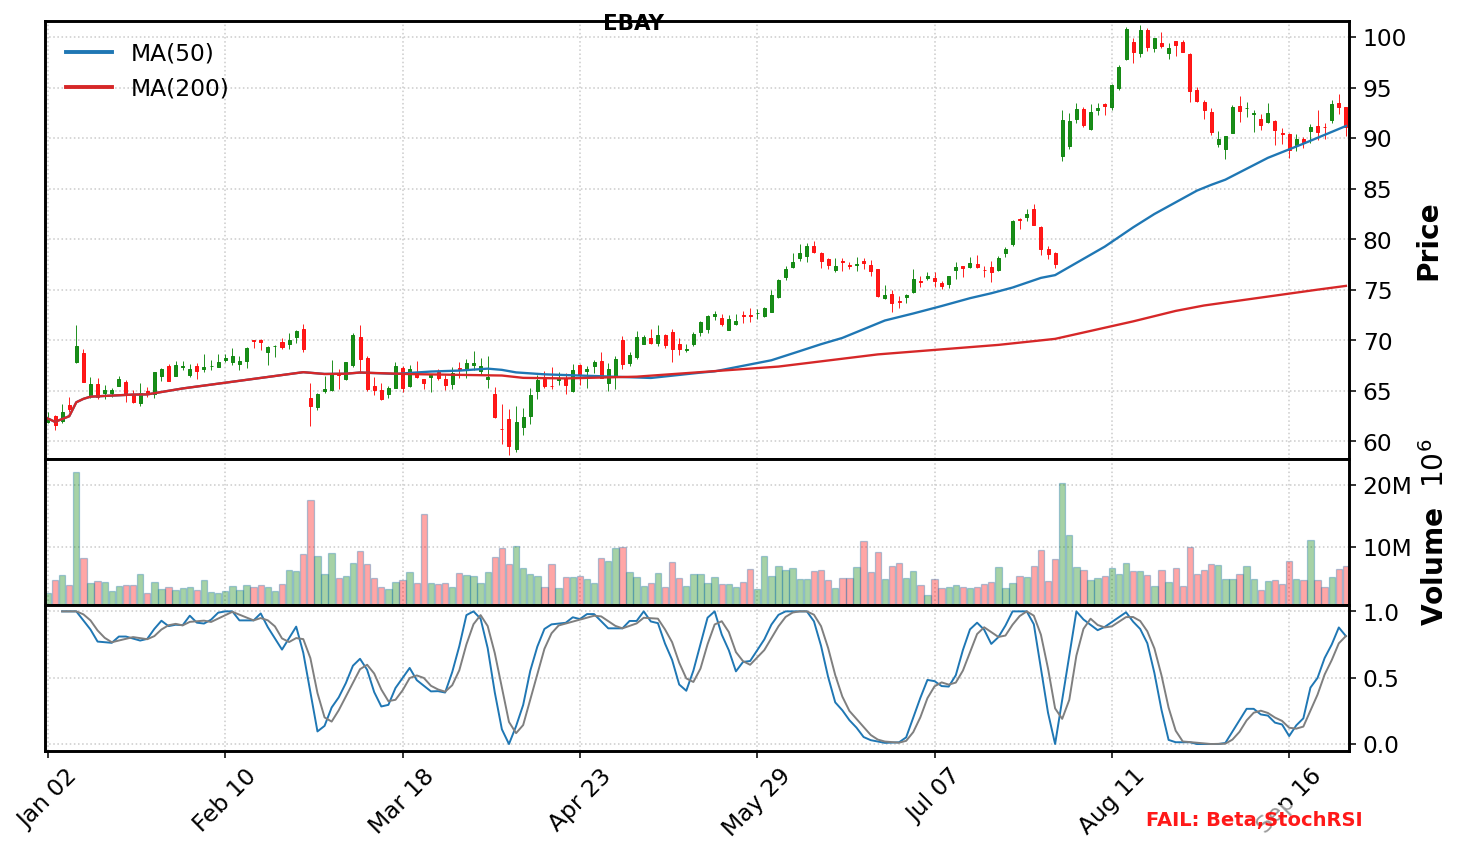 EBAY
MA(50)
MA(200)
100
95
90
85
80
75
70
65
60
Price
20M
10M
Volume 10^6
1.0
0.5
0.0
Jan 02
Feb 10
Mar 18
Apr 23
May 29
Jul 07
Aug 11
Sep 16
FAIL: Beta,StochRSI